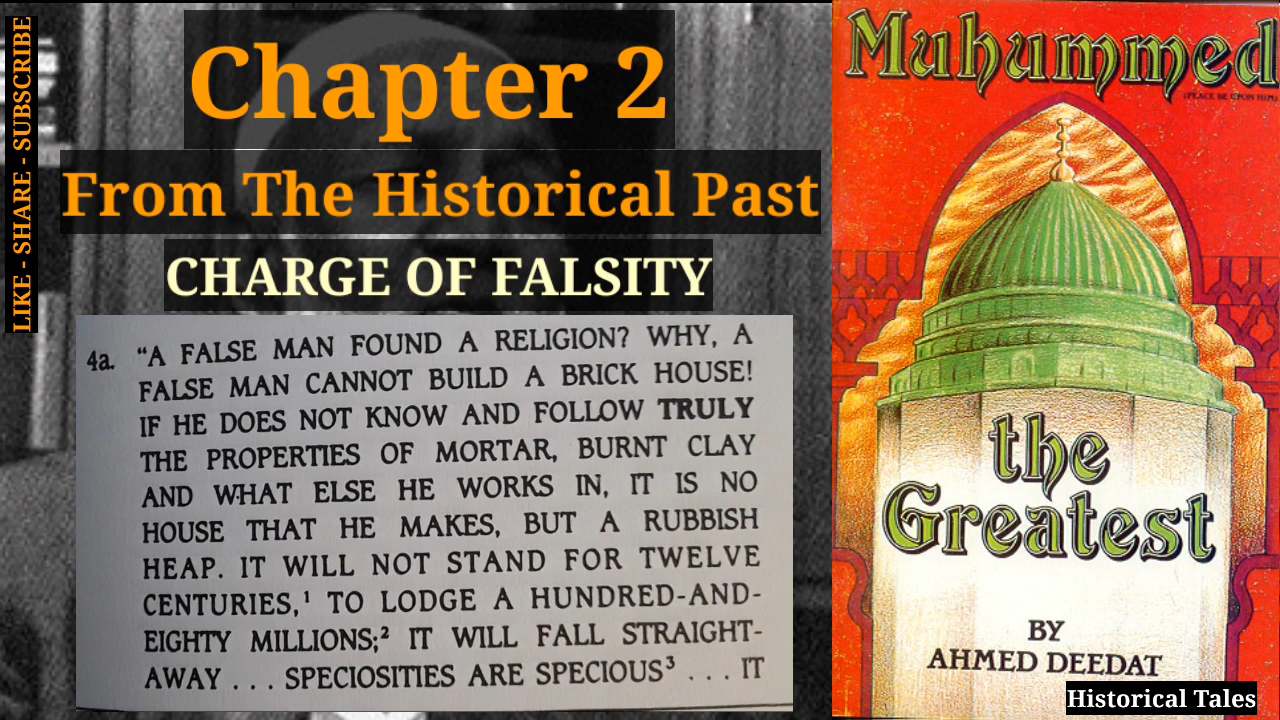 LIKE - SHARE - SUBSCRIBE
Chapter 2
From The Historical Past
CHARGE OF FALSITY
4a. “A FALSE MAN FOUND A RELIGION? WHY, A
FALSE MAN CANNOT BUILD A BRICK HOUSE!
IF HE DOES NOT KNOW AND FOLLOW TRULY
THE PROPERTIES OF MORTAR, BURNT CLAY
AND WHAT ELSE HE WORKS IN, IT IS NO
HOUSE THAT HE MAKES, BUT A RUBBISH
HEAP. IT WILL NOT STAND FOR TWELVE
CENTURIES,¹ TO LODGE A HUNDRED-AND-
EIGHTY MILLIONS;² IT WILL FALL STRAIGHT-
AWAY . . . SPECIOSITIES ARE SPECIOUS³ . . . IT
Muhummed
(PEACE BE UPON HIM)
the
Greatest
BY
AHMED DEEDAT
Historical Tales